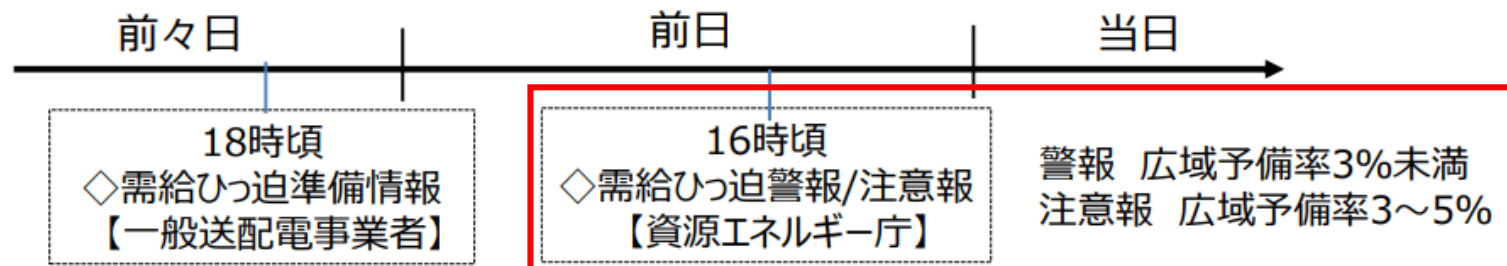 前々日
前日
当日
18時頃
◇需給ひっ迫準備情報
【一般送配電事業者】
16時頃
◇需給ひっ迫警報/注意報
【資源エネルギー庁】
警報 広域予備率3%未満
注意報 広域予備率3～5%